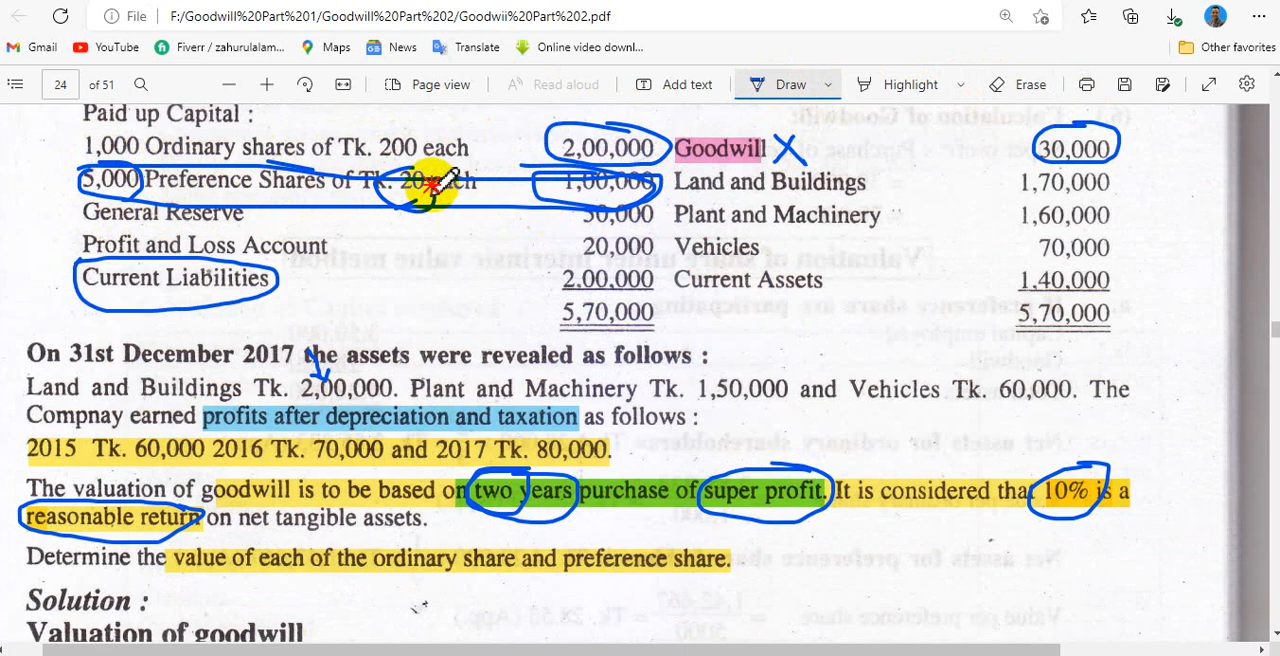 File F:/Goodwill%20Part%201/Goodwill%20Part%202/Goodwii%20Part%202.pdf
Gmail YouTube Fiverr / zahurulalam... Maps News Translate Online video downl... Other favorites
24 of 51 Page view Read aloud Add text Draw Highlight Erase
Paid up Capital :
1,000 Ordinary shares of Tk. 200 each 2,00,000 Goodwill 30,000
5,000 Preference Shares of Tk. 20 each 1,00,000 Land and Buildings 1,70,000
General Reserve 50,000 Plant and Machinery 1,60,000
Profit and Loss Account 20,000 Vehicles 70,000
Current Liabilities 2,00,000 Current Assets 1,40,000
5,70,000 5,70,000
On 31st December 2017 the assets were revealed as follows :
Land and Buildings Tk. 2,00,000. Plant and Machinery Tk. 1,50,000 and Vehicles Tk. 60,000. The
Compnay earned profits after depreciation and taxation as follows :
2015 Tk. 60,000 2016 Tk. 70,000 and 2017 Tk. 80,000.
The valuation of goodwill is to be based on two years purchase of super profit. It is considered that 10% is a
reasonable return on net tangible assets.
Determine the value of each of the ordinary share and preference share.
Solution :
Valuation of goodwill